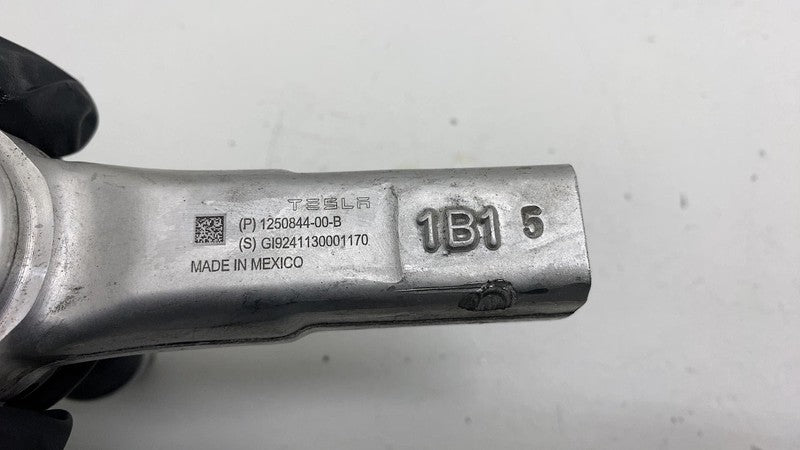 TESLA
(P) 1250844-00-B
(S) GI9241130001170
MADE IN MEXICO
1B1 5